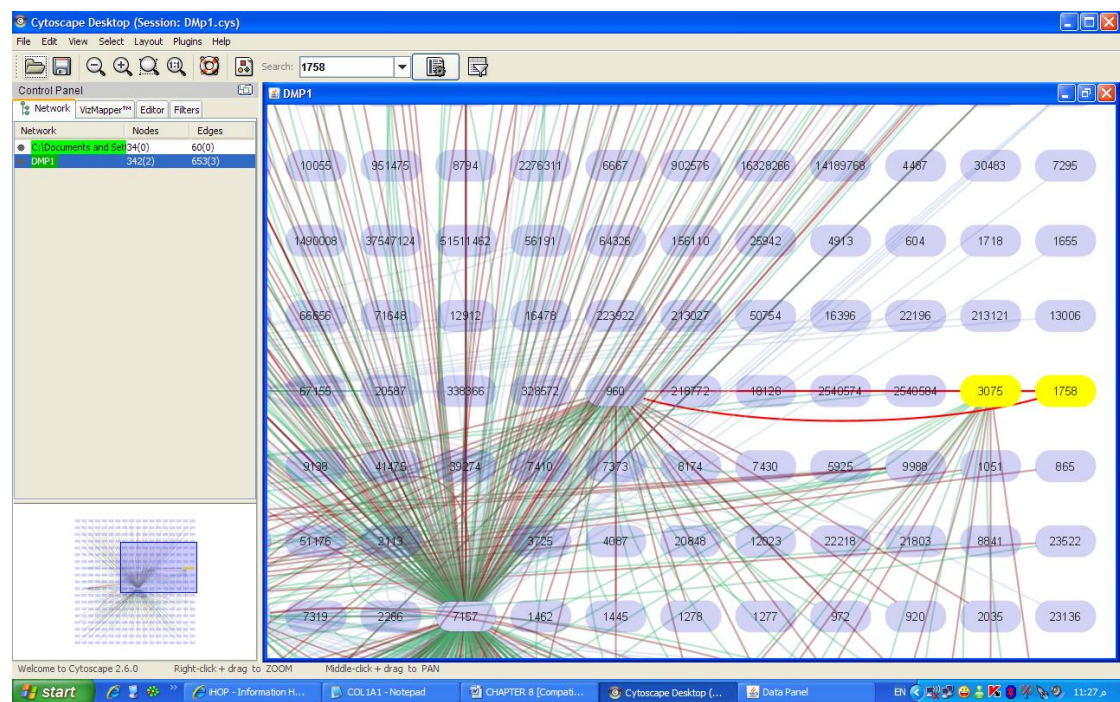 Cytoscape Desktop (Session: DMp1.cys)
File Edit View Select Layout Plugins Help
Search: 1758
Control Panel
Network VizMapper™ Editor Filters
Network Nodes Edges
C:\Documents and Set 34(0) 60(0)
DMP1 342(2) 653(3)
DMP1
10055 951475 8794 2276311 6667 902576 16328266 14189768 4487 30483 7295
1490008 37547124 51511462 56191 64326 156110 25942 4913 604 1718 1655
66656 71648 12912 16478 223922 213027 50754 16396 22196 213121 13006
67155 20587 338366 328572 960 218772 18128 2540574 2540584 3075 1758
9138 41475 39274 7410 7373 8174 7430 5925 9988 1051 865
51176 2113 3725 4087 20848 12023 22218 21803 8841 23522
7319 2266 7157 1462 1445 1278 1277 972 920 2035 23136
Welcome to Cytoscape 2.6.0 Right-click + drag to ZOOM Middle-click + drag to PAN
start iHOP - Information H... COL1A1 - Notepad CHAPTER 8 [Compati... Cytoscape Desktop (... Data Panel EN 11:27 م